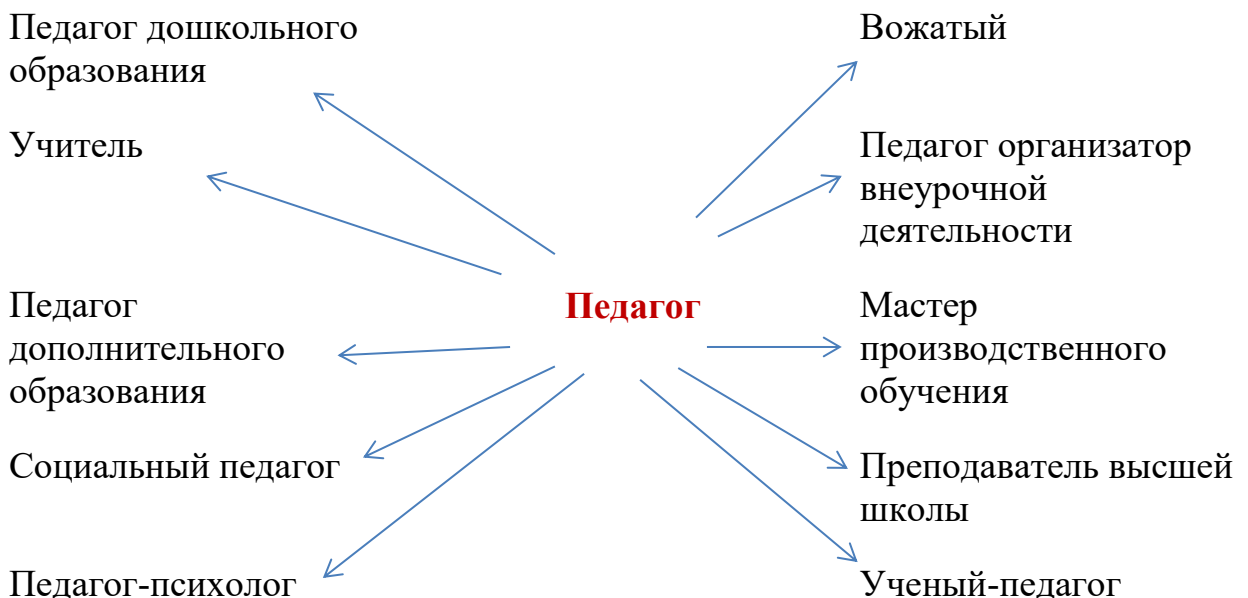 Педагог дошкольного
образования
Учитель
Педагог
дополнительного
образования
Социальный педагог
Педагог-психолог
Педагог
Вожатый
Педагог организатор
внеурочной
деятельности
Мастер
производственного
обучения
Преподаватель высшей
школы
Ученый-педагог